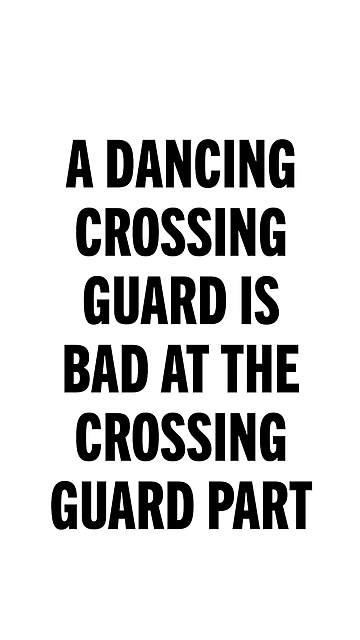 A DANCING
CROSSING
GUARD IS
BAD AT THE
CROSSING
GUARD PART